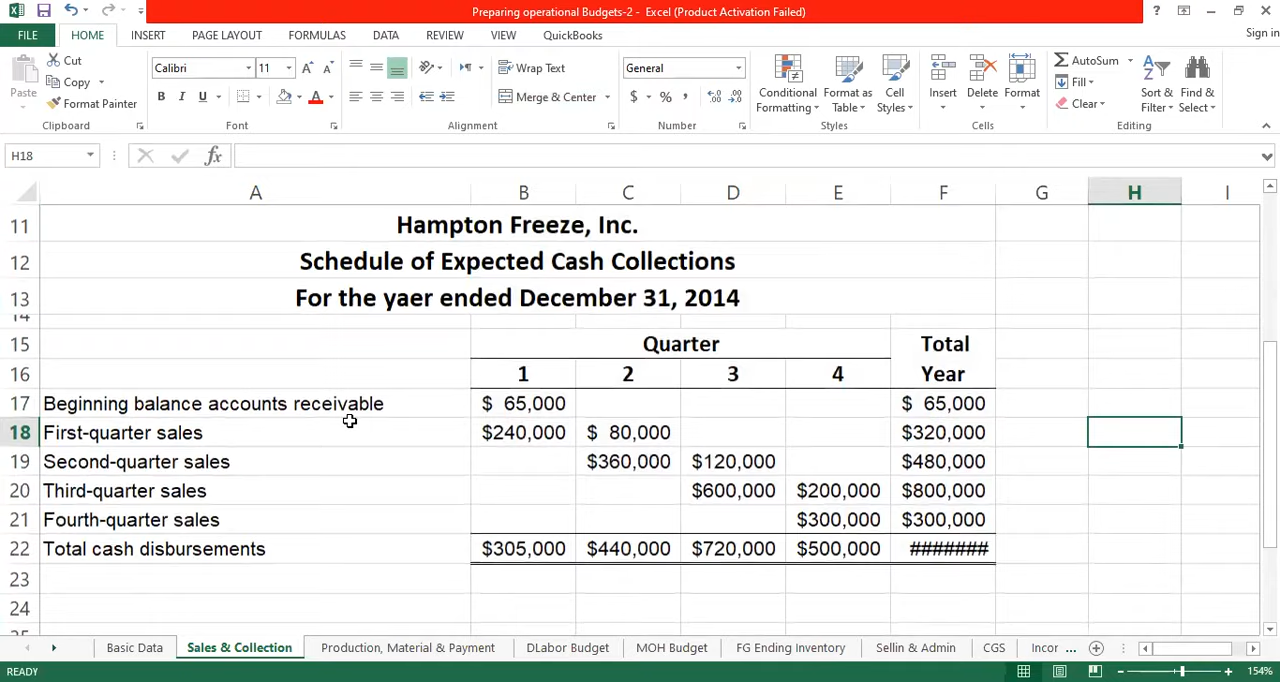 Preparing operational Budgets-2 - Excel (Product Activation Failed)
?
FILE HOME INSERT PAGE LAYOUT FORMULAS DATA REVIEW VIEW QuickBooks Sign in
Paste
Cut
Copy
Format Painter
Clipboard
Calibri 11 A A
B I U A
Font
Wrap Text
Merge & Center
Alignment
General
$ % , .00 .0
Number
Conditional Formatting
Format as Table
Cell Styles
Styles
Insert Delete Format
Cells
AutoSum
Fill
Clear
Sort & Filter
Find & Select
Editing
H18 fx
A B C D E F G H I
11 Hampton Freeze, Inc.
12 Schedule of Expected Cash Collections
13 For the yaer ended December 31, 2014
14
15 Quarter Total
16 1 2 3 4 Year
17 Beginning balance accounts receivable $ 65,000 $ 65,000
18 First-quarter sales $240,000 $ 80,000 $320,000
19 Second-quarter sales $360,000 $120,000 $480,000
20 Third-quarter sales $600,000 $200,000 $800,000
21 Fourth-quarter sales $300,000 $300,000
22 Total cash disbursements $305,000 $440,000 $720,000 $500,000 #######
23
24
25
Basic Data Sales & Collection Production, Material & Payment DLabor Budget MOH Budget FG Ending Inventory Sellin & Admin CGS Incor ...
READY 154%